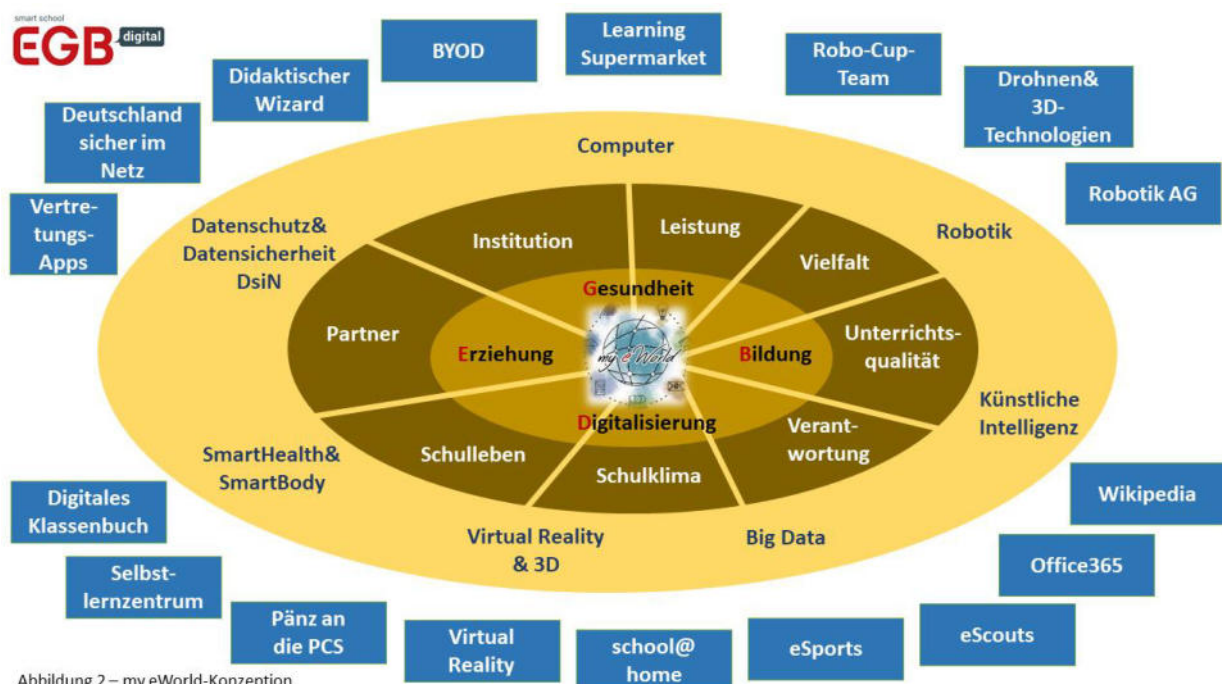 smart school
EGB digital
BYOD
Learning
Supermarket
Robo-Cup-
Team
Didaktischer
Wizard
Drohnen&
3D-
Technologien
Deutschland
sicher im
Netz
Robotik AG
Vertre-
tungs-
Apps
Computer
Datenschutz&
Datensicherheit
DsiN
Robotik
Institution
Leistung
Vielfalt
Partner
Unterrichts-
qualität
Gesundheit
Erziehung
my eWorld
Bildung
Digitalisierung
Künstliche
Intelligenz
Verant-
wortung
Schulleben
Schulklima
SmartHealth&
SmartBody
Virtual Reality
& 3D
Big Data
Digitales
Klassenbuch
Wikipedia
Selbst-
lernzentrum
Office365
Pänz an
die PCS
Virtual
Reality
school@
home
eSports
eScouts
Abbildung 2 – my eWorld-Konzention